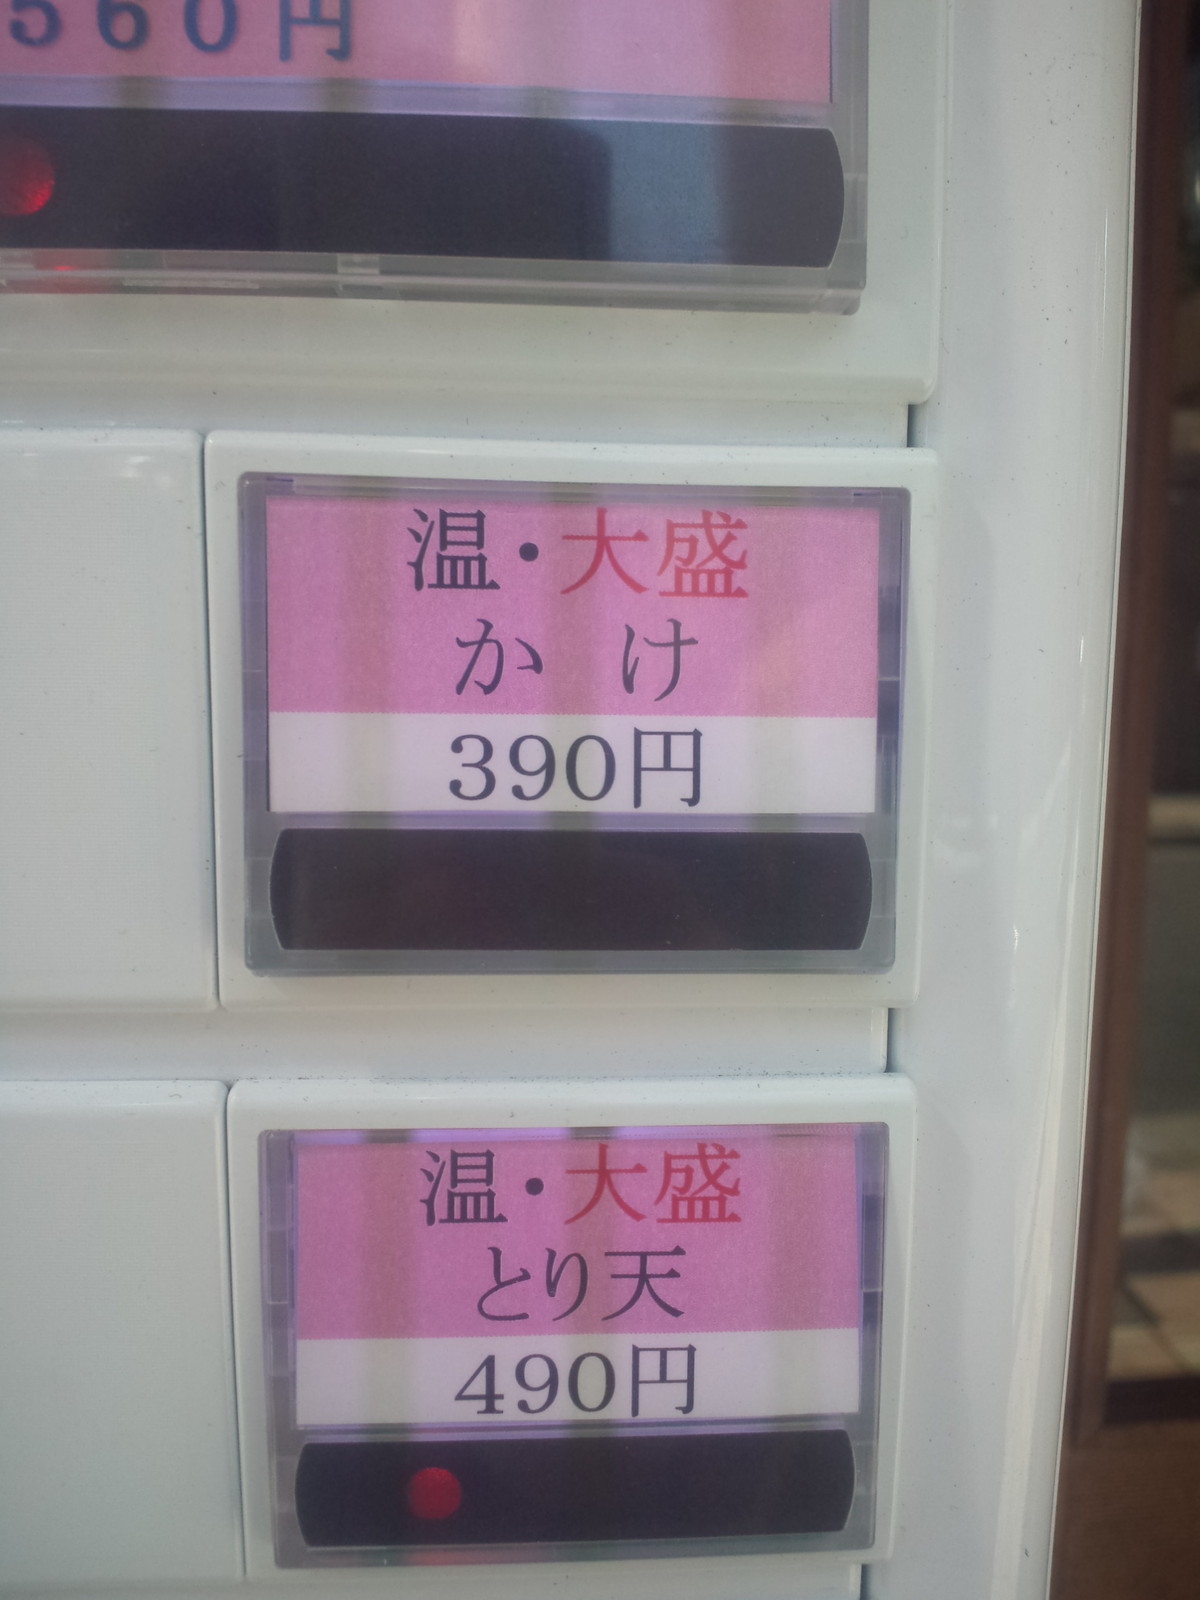 560円
温・大盛
かけ
390円
温・大盛
とり天
490円